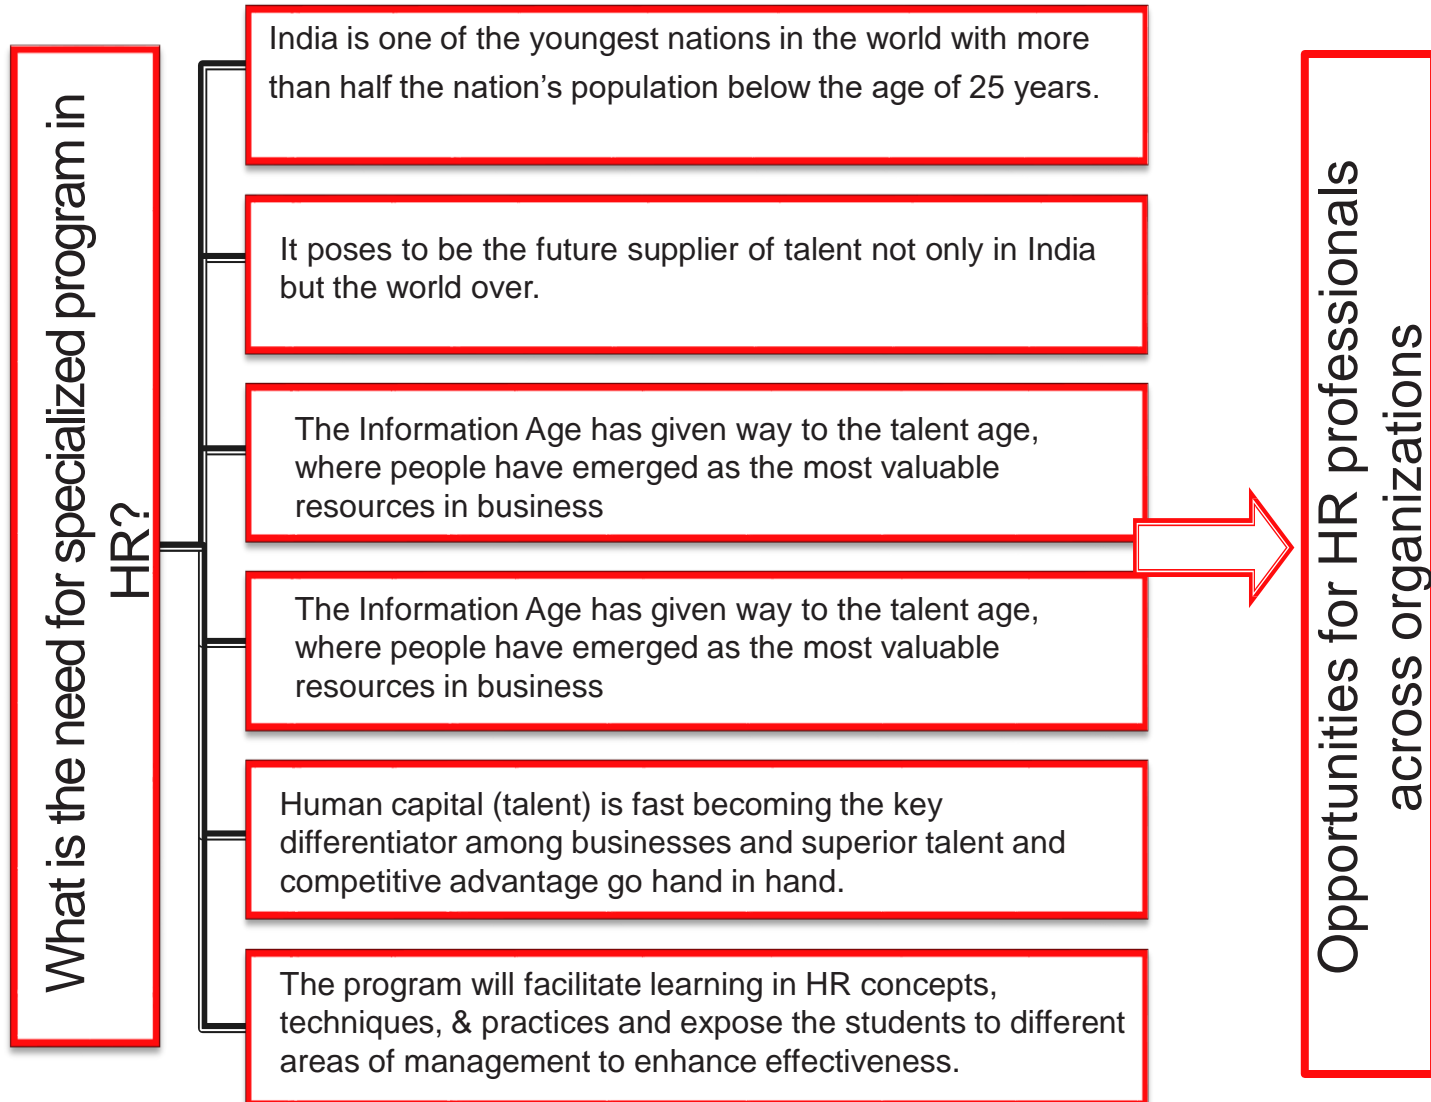 What is the need for specialized program in
HR?
India is one of the youngest nations in the world with more
than half the nation’s population below the age of 25 years.
It poses to be the future supplier of talent not only in India
but the world over.
The Information Age has given way to the talent age,
where people have emerged as the most valuable
resources in business
The Information Age has given way to the talent age,
where people have emerged as the most valuable
resources in business
Human capital (talent) is fast becoming the key
differentiator among businesses and superior talent and
competitive advantage go hand in hand.
The program will facilitate learning in HR concepts,
techniques, & practices and expose the students to different
areas of management to enhance effectiveness.
Opportunities for HR professionals
across organizations